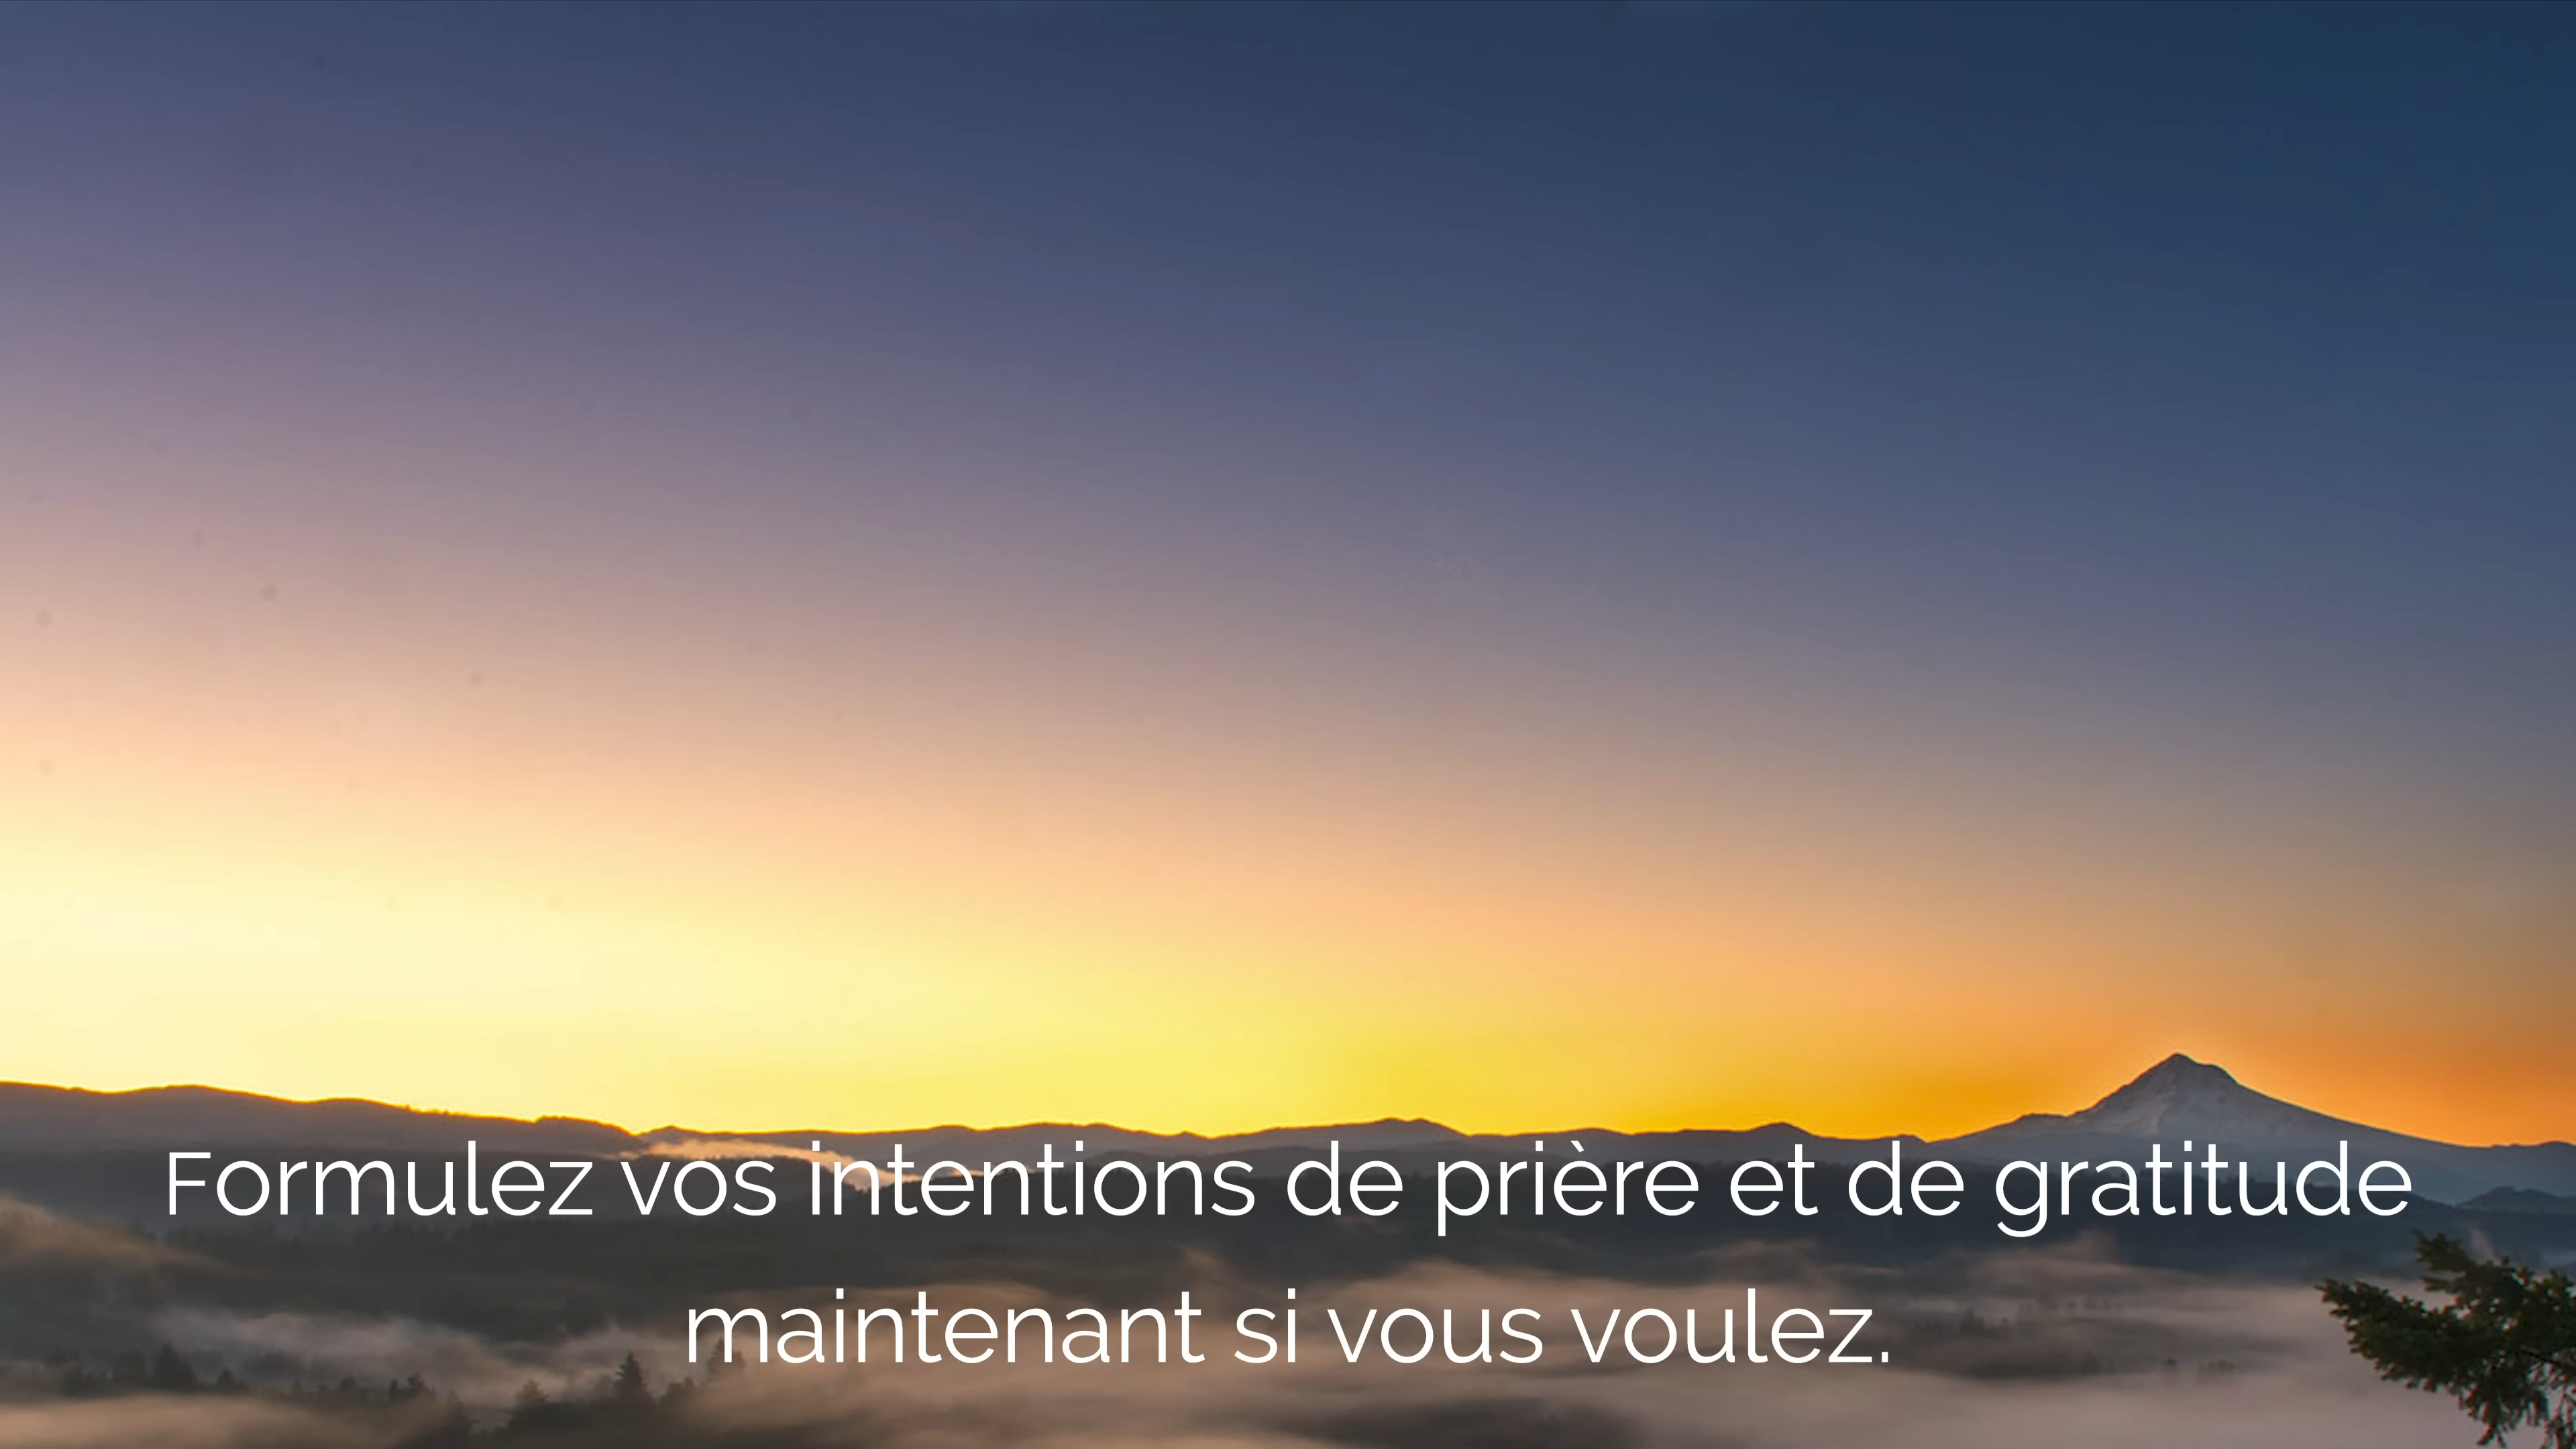 Formulez vos intentions de prière et de gratitude
maintenant si vous voulez.